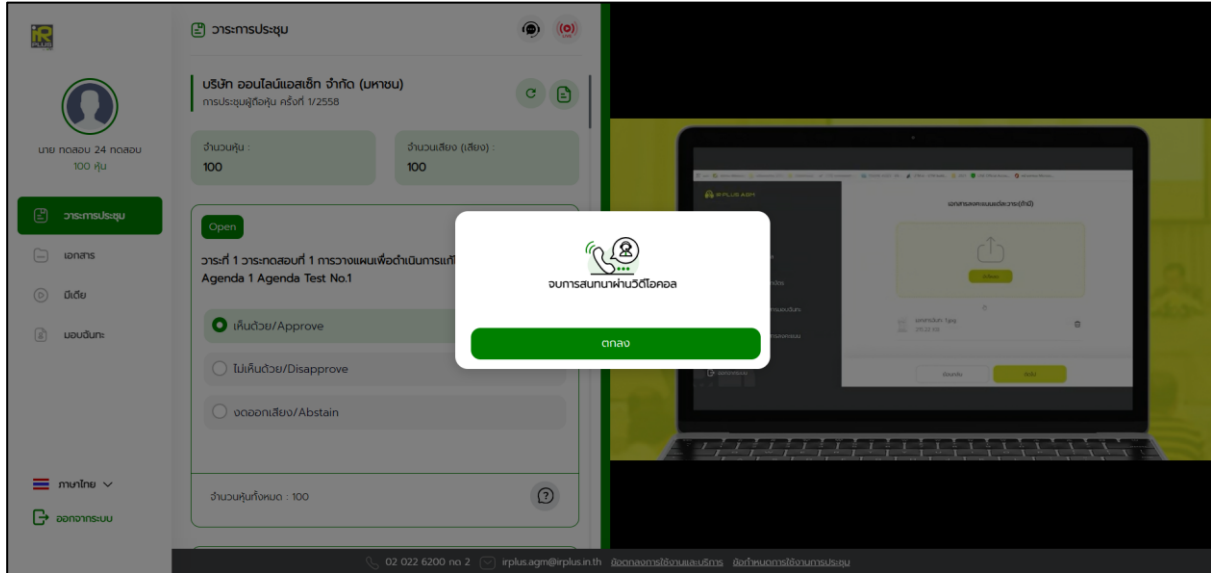 iR
PLUS
นาย ทดสอบ 24 ทดสอบ
100 หุ้น
วาระการประชุม
เอกสาร
มีเดีย
มอบฉันทะ
ภาษาไทย
ออกจากระบบ
วาระการประชุม
บริษัท ออนไลน์แอสเซ็ท จำกัด (มหาชน)
การประชุมผู้ถือหุ้น ครั้งที่ 1/2558
จำนวนหุ้น :
100
จำนวนเสียง (เสียง) :
100
Open
วาระที่ 1 วาระทดสอบที่ 1 การวางแผนเพื่อดำเนินการแก้ไ
Agenda 1 Agenda Test No.1
เห็นด้วย/Approve
ไม่เห็นด้วย/Disapprove
งดออกเสียง/Abstain
จำนวนหุ้นทั้งหมด : 100
จบการสนทนาผ่านวิดีโอคอล
ตกลง
IR PLUS AGM
02 022 6200 กด 2
irplus.agm@irplus.in.th
ข้อตกลงการใช้งานและบริการ
ข้อกำหนดการใช้งานการประชุม